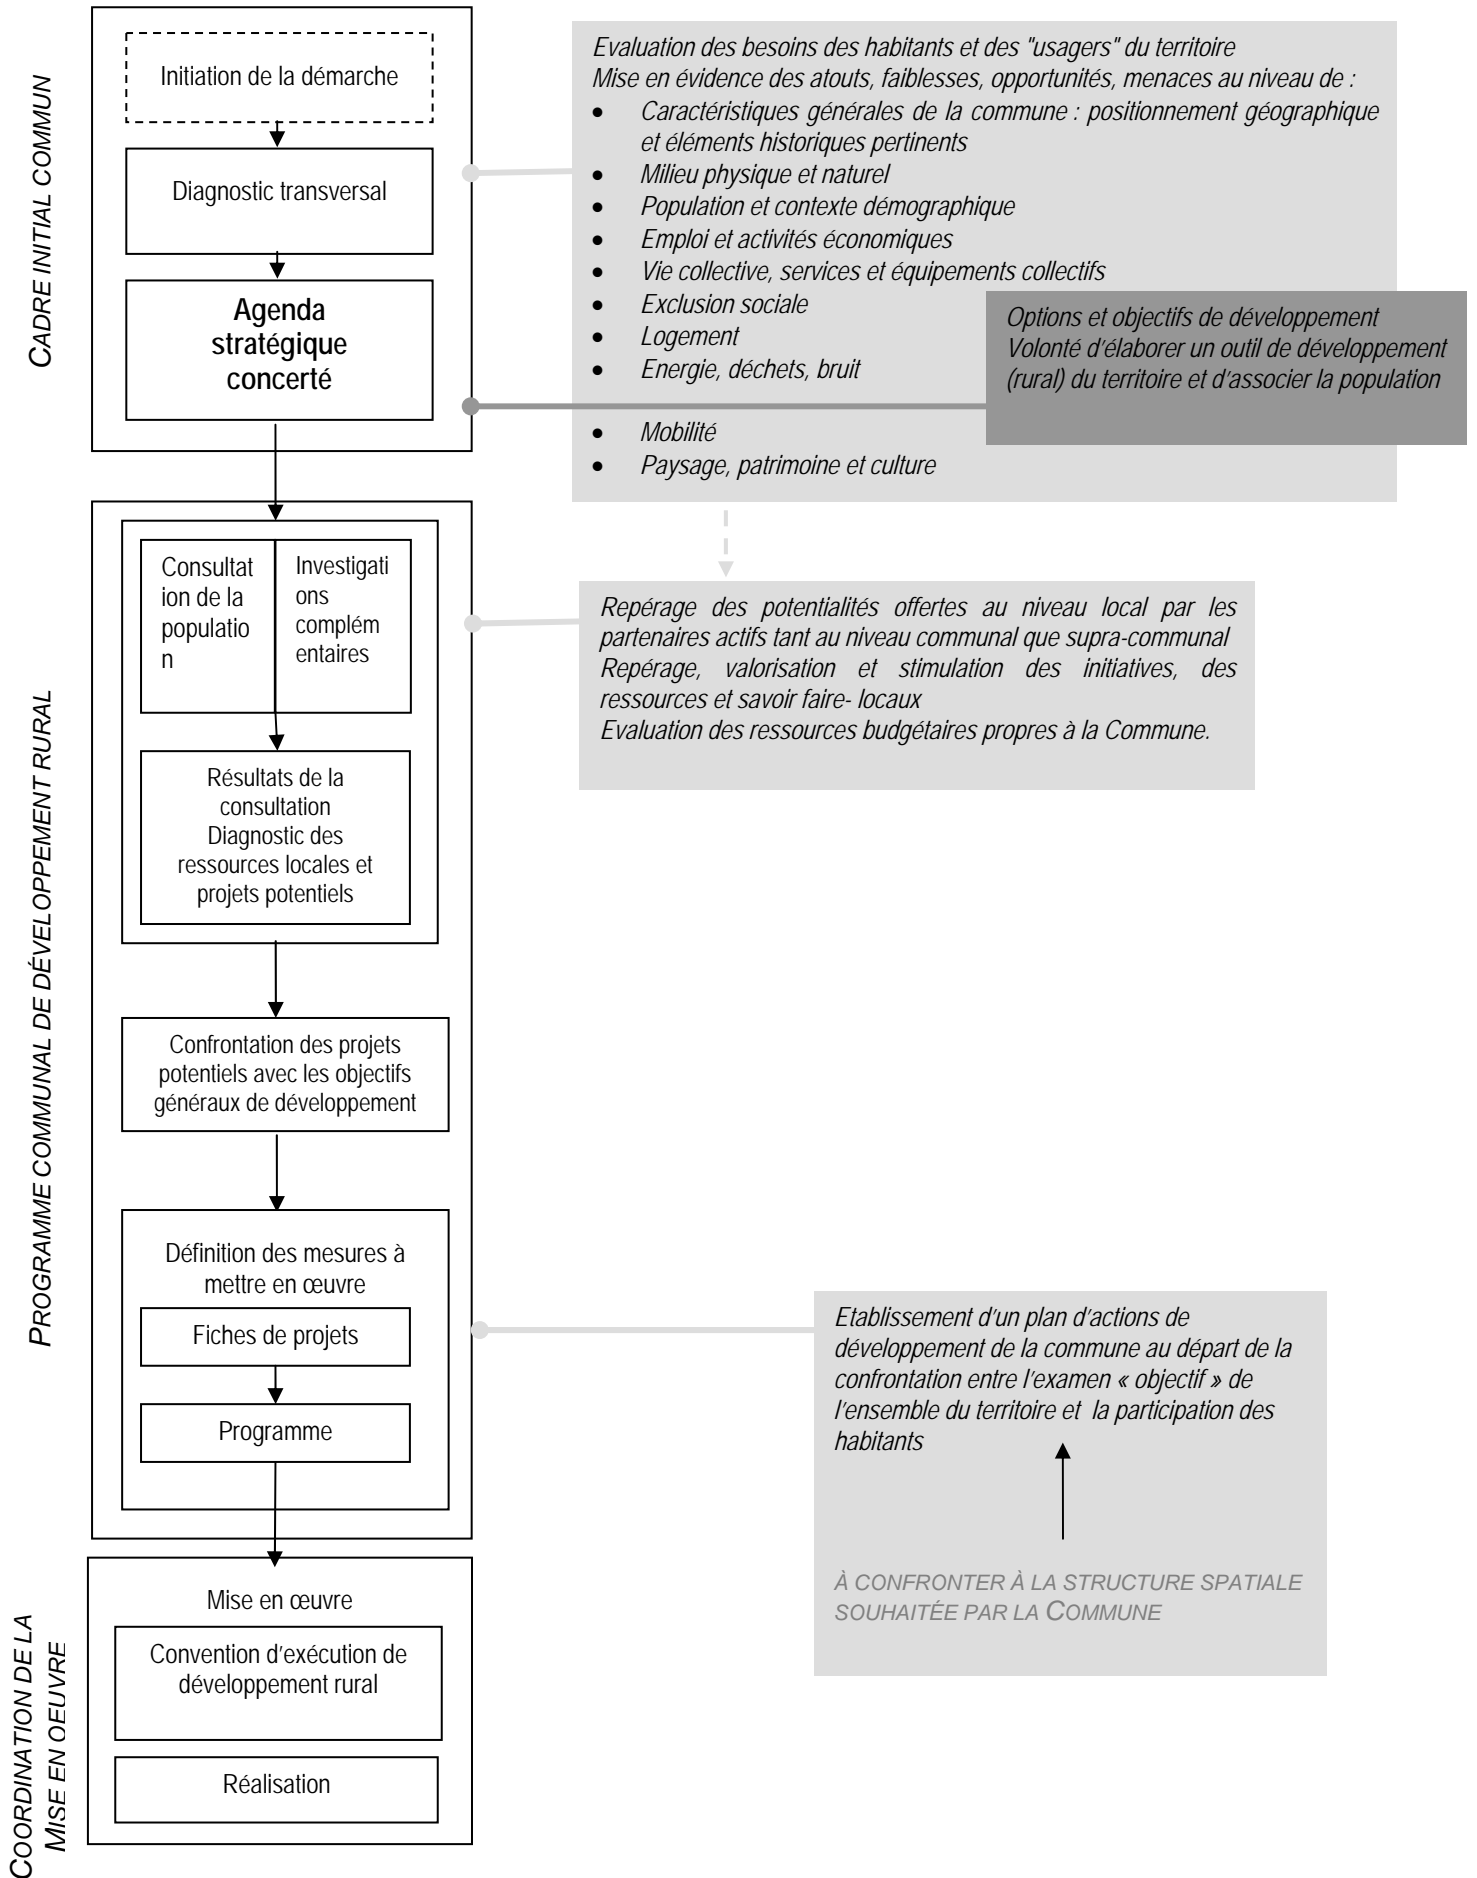 CADRE INITIAL COMMUN
Initiation de la démarche
Diagnostic transversal
Agenda
stratégique
concerté
Evaluation des besoins des habitants et des "usagers" du territoire
Mise en évidence des atouts, faiblesses, opportunités, menaces au niveau de :
• Caractéristiques générales de la commune : positionnement géographique
et éléments historiques pertinents
• Milieu physique et naturel
• Population et contexte démographique
• Emploi et activités économiques
• Vie collective, services et équipements collectifs
• Exclusion sociale
• Logement
• Energie, déchets, bruit
• Mobilité
• Paysage, patrimoine et culture
Options et objectifs de développement
Volonté d'élaborer un outil de développement
(rural) du territoire et d'associer la population
PROGRAMME COMMUNAL DE DÉVELOPPEMENT RURAL
Consultat
ion de la
populatio
n
Investigati
ons
complém
entaires
Repérage des potentialités offertes au niveau local par les
partenaires actifs tant au niveau communal que supra-communal
Repérage, valorisation et stimulation des initiatives, des
ressources et savoir faire- locaux
Evaluation des ressources budgétaires propres à la Commune.
Résultats de la
consultation
Diagnostic des
ressources locales et
projets potentiels
Confrontation des projets
potentiels avec les objectifs
généraux de développement
Définition des mesures à
mettre en œuvre
Fiches de projets
Programme
Etablissement d'un plan d'actions de
développement de la commune au départ de la
confrontation entre l'examen « objectif » de
l'ensemble du territoire et la participation des
habitants
À CONFRONTER À LA STRUCTURE SPATIALE
SOUHAITÉE PAR LA COMMUNE
COORDINATION DE LA
MISE EN OEUVRE
Mise en œuvre
Convention d'exécution de
développement rural
Réalisation